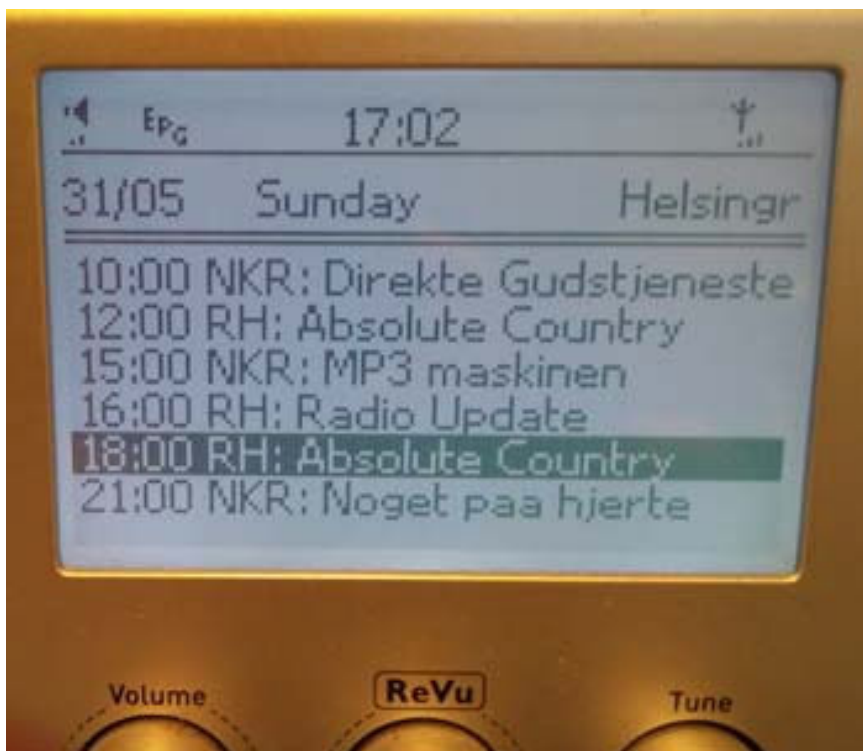 EPG 17:02
31/05 Sunday Helsingr
10:00 NKR: Direkte Gudstjeneste
12:00 RH: Absolute Country
15:00 NKR: MP3 maskinen
16:00 RH: Radio Update
18:00 RH: Absolute Country
21:00 NKR: Noget paa hjerte
Volume ReVu Tune